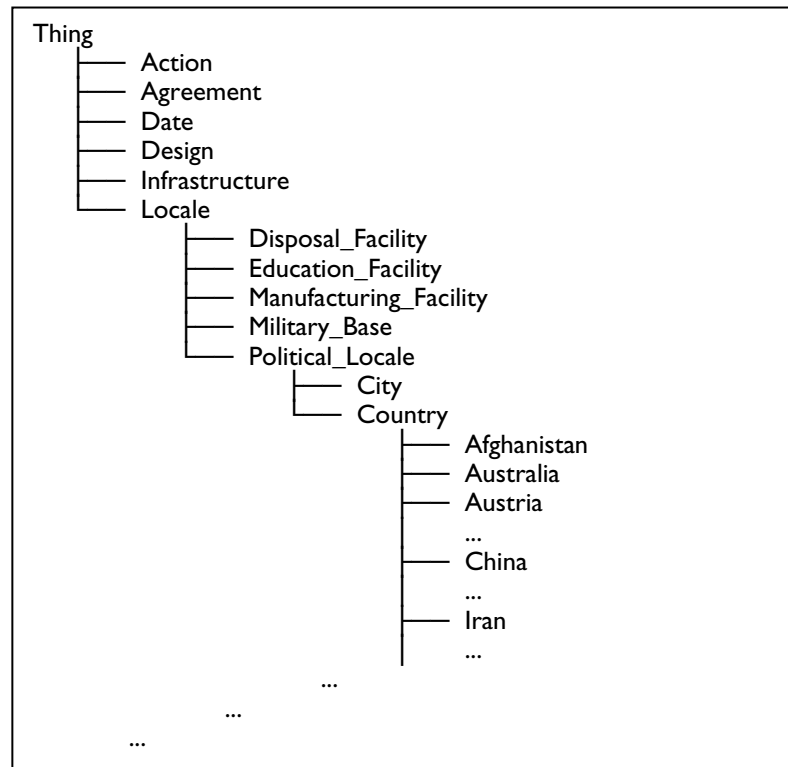 Thing
Action
Agreement
Date
Design
Infrastructure
Locale
Disposal_Facility
Education_Facility
Manufacturing_Facility
Military_Base
Political_Locale
City
Country
Afghanistan
Australia
Austria
...
China
...
Iran
...
...
...
...